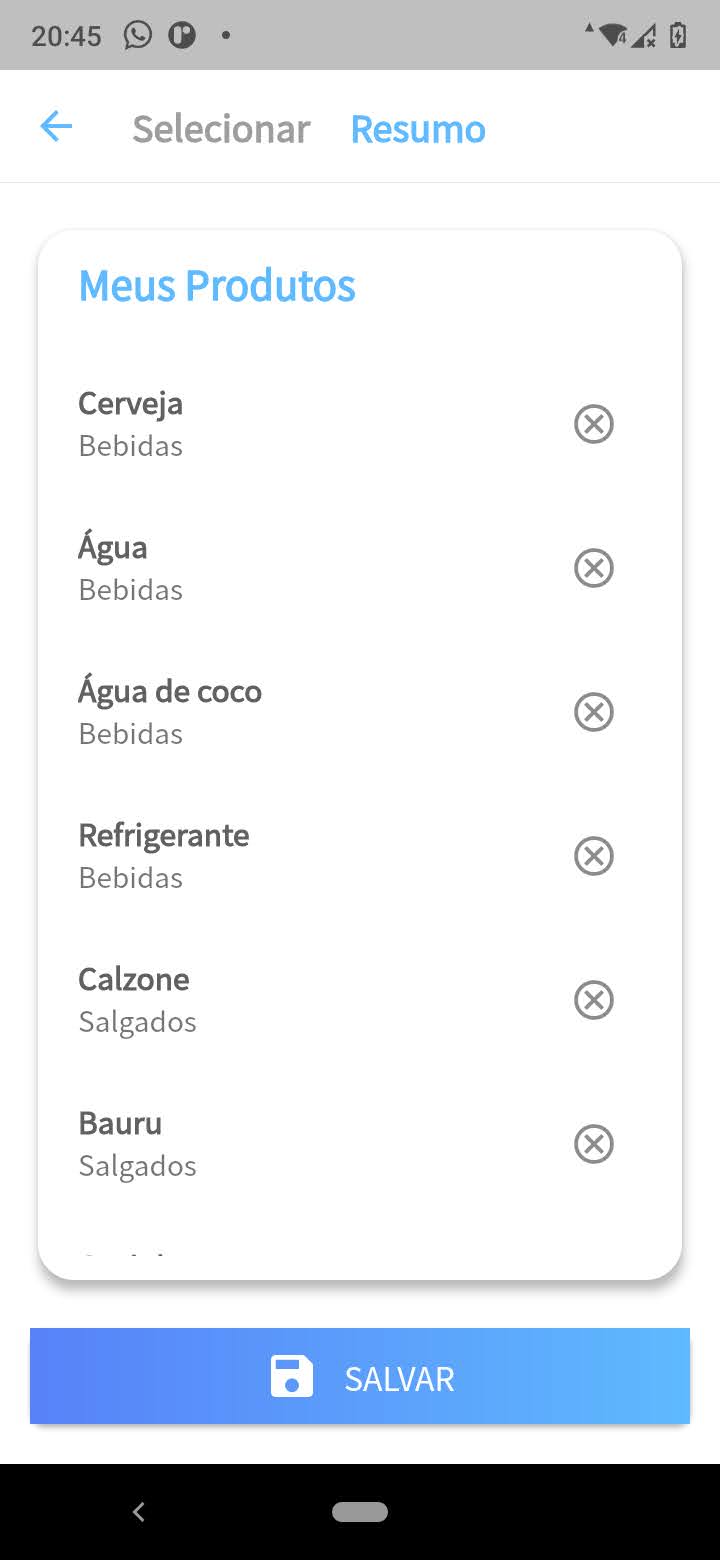 20:45
Selecionar Resumo
Meus Produtos
Cerveja
Bebidas
Água
Bebidas
Água de coco
Bebidas
Refrigerante
Bebidas
Calzone
Salgados
Bauru
Salgados
SALVAR